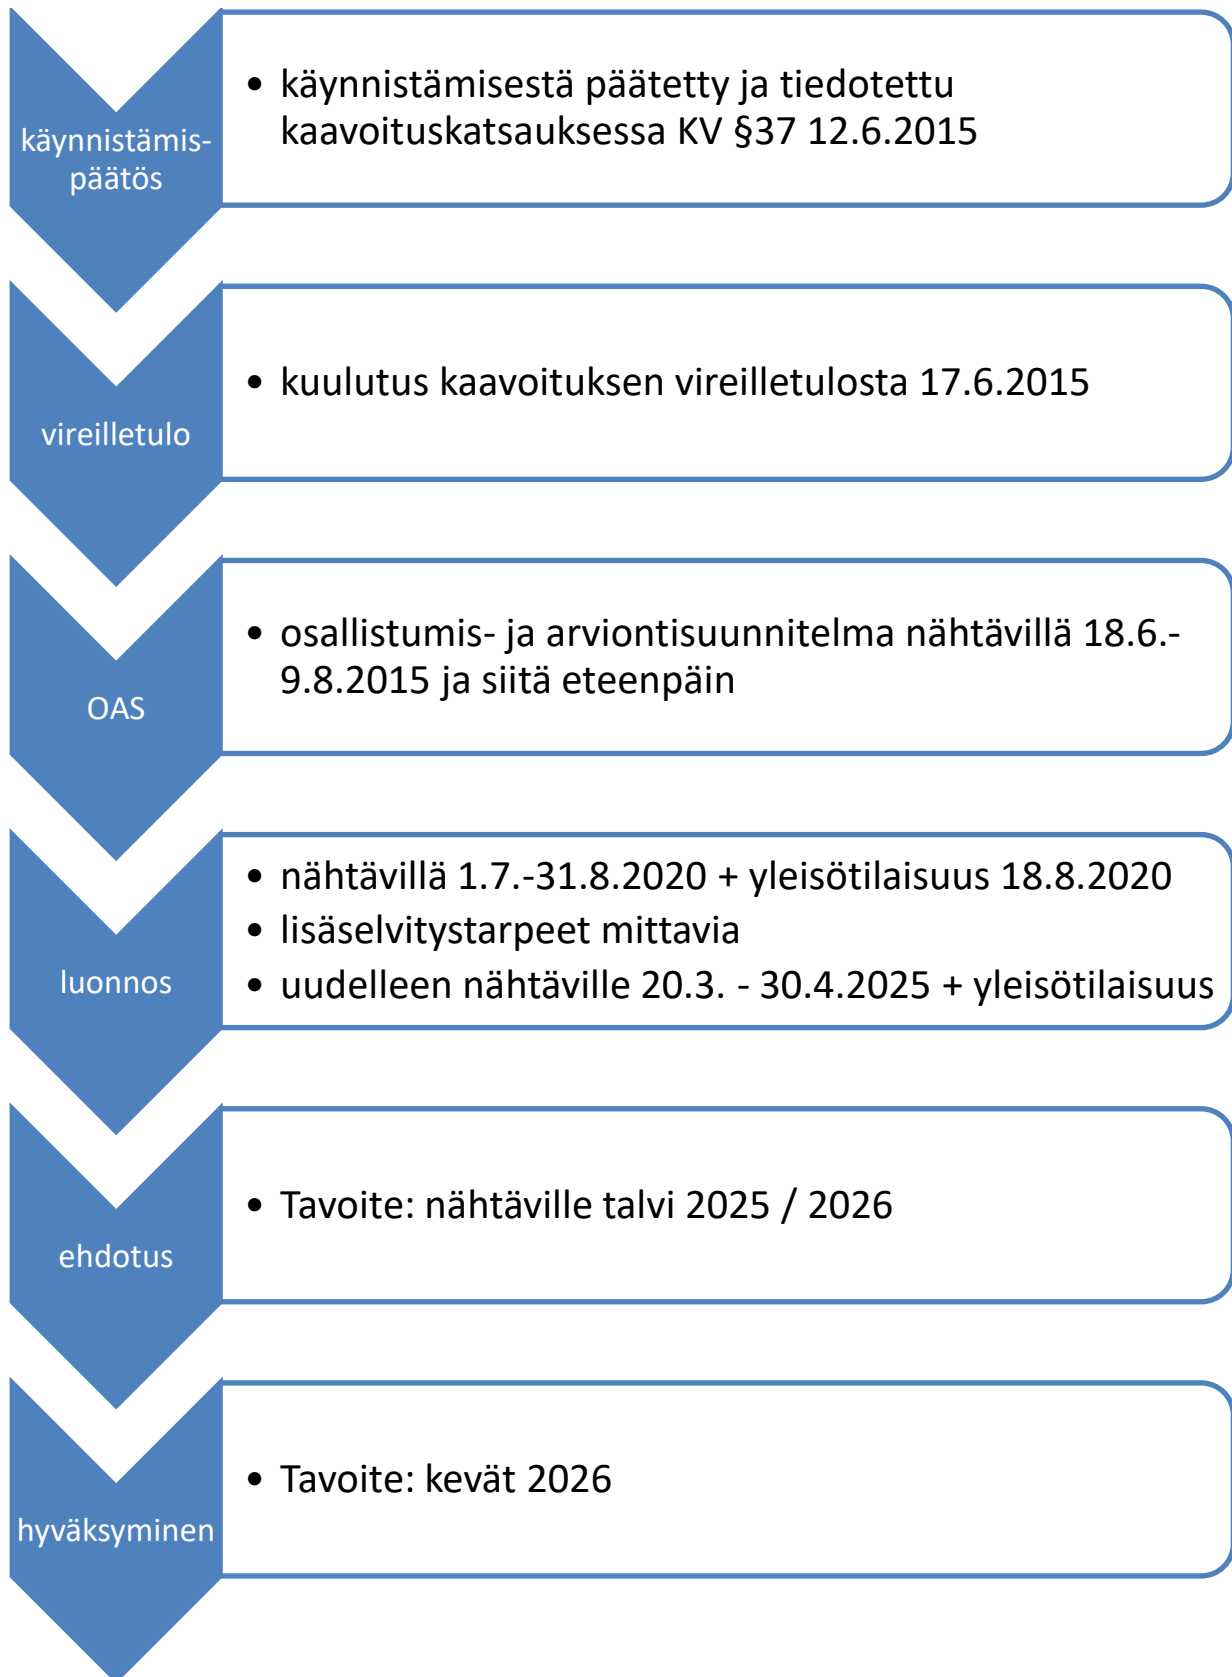 käynnistämis-
päätös
• käynnistämisestä päätetty ja tiedotettu
kaavoituskatsauksessa KV §37 12.6.2015
vireilletulo
• kuulutus kaavoituksen vireilletulosta 17.6.2015
OAS
• osallistumis- ja arviontisuunnitelma nähtävillä 18.6.-
9.8.2015 ja siitä eteenpäin
luonnos
• nähtävillä 1.7.-31.8.2020 + yleisötilaisuus 18.8.2020
• lisäselvitystarpeet mittavia
• uudelleen nähtäville 20.3. - 30.4.2025 + yleisötilaisuus
ehdotus
• Tavoite: nähtäville talvi 2025 / 2026
hyväksyminen
• Tavoite: kevät 2026